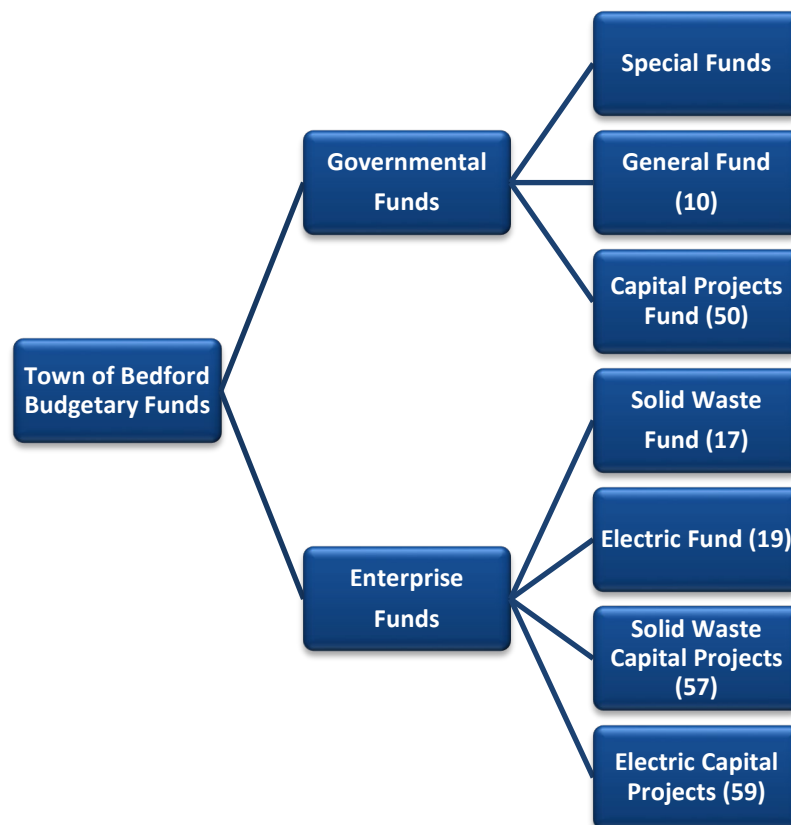 Special Funds
Governmental
Funds
General Fund
(10)
Capital Projects
Fund (50)
Town of Bedford
Budgetary Funds
Solid Waste
Fund (17)
Electric Fund (19)
Enterprise
Funds
Solid Waste
Capital Projects
(57)
Electric Capital
Projects (59)